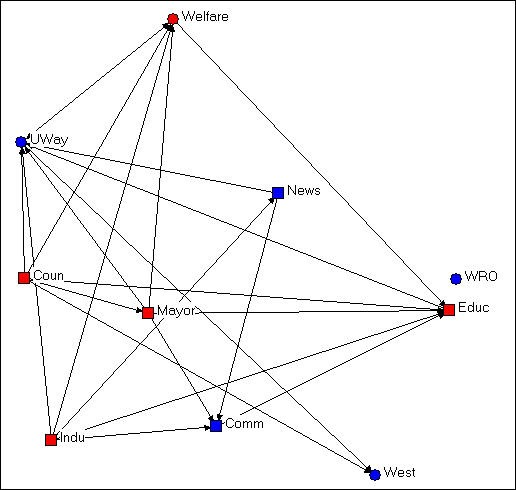 Welfare
UWay
News
WRO
Coun
Educ
Mayor
Comm
Indu
West